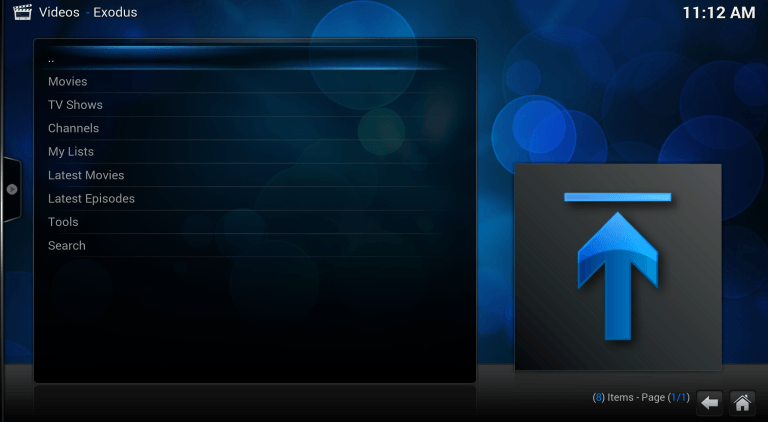 Videos - Exodus
11:12 AM
..
Movies
TV Shows
Channels
My Lists
Latest Movies
Latest Episodes
Tools
Search
(8) Items - Page (1/1)